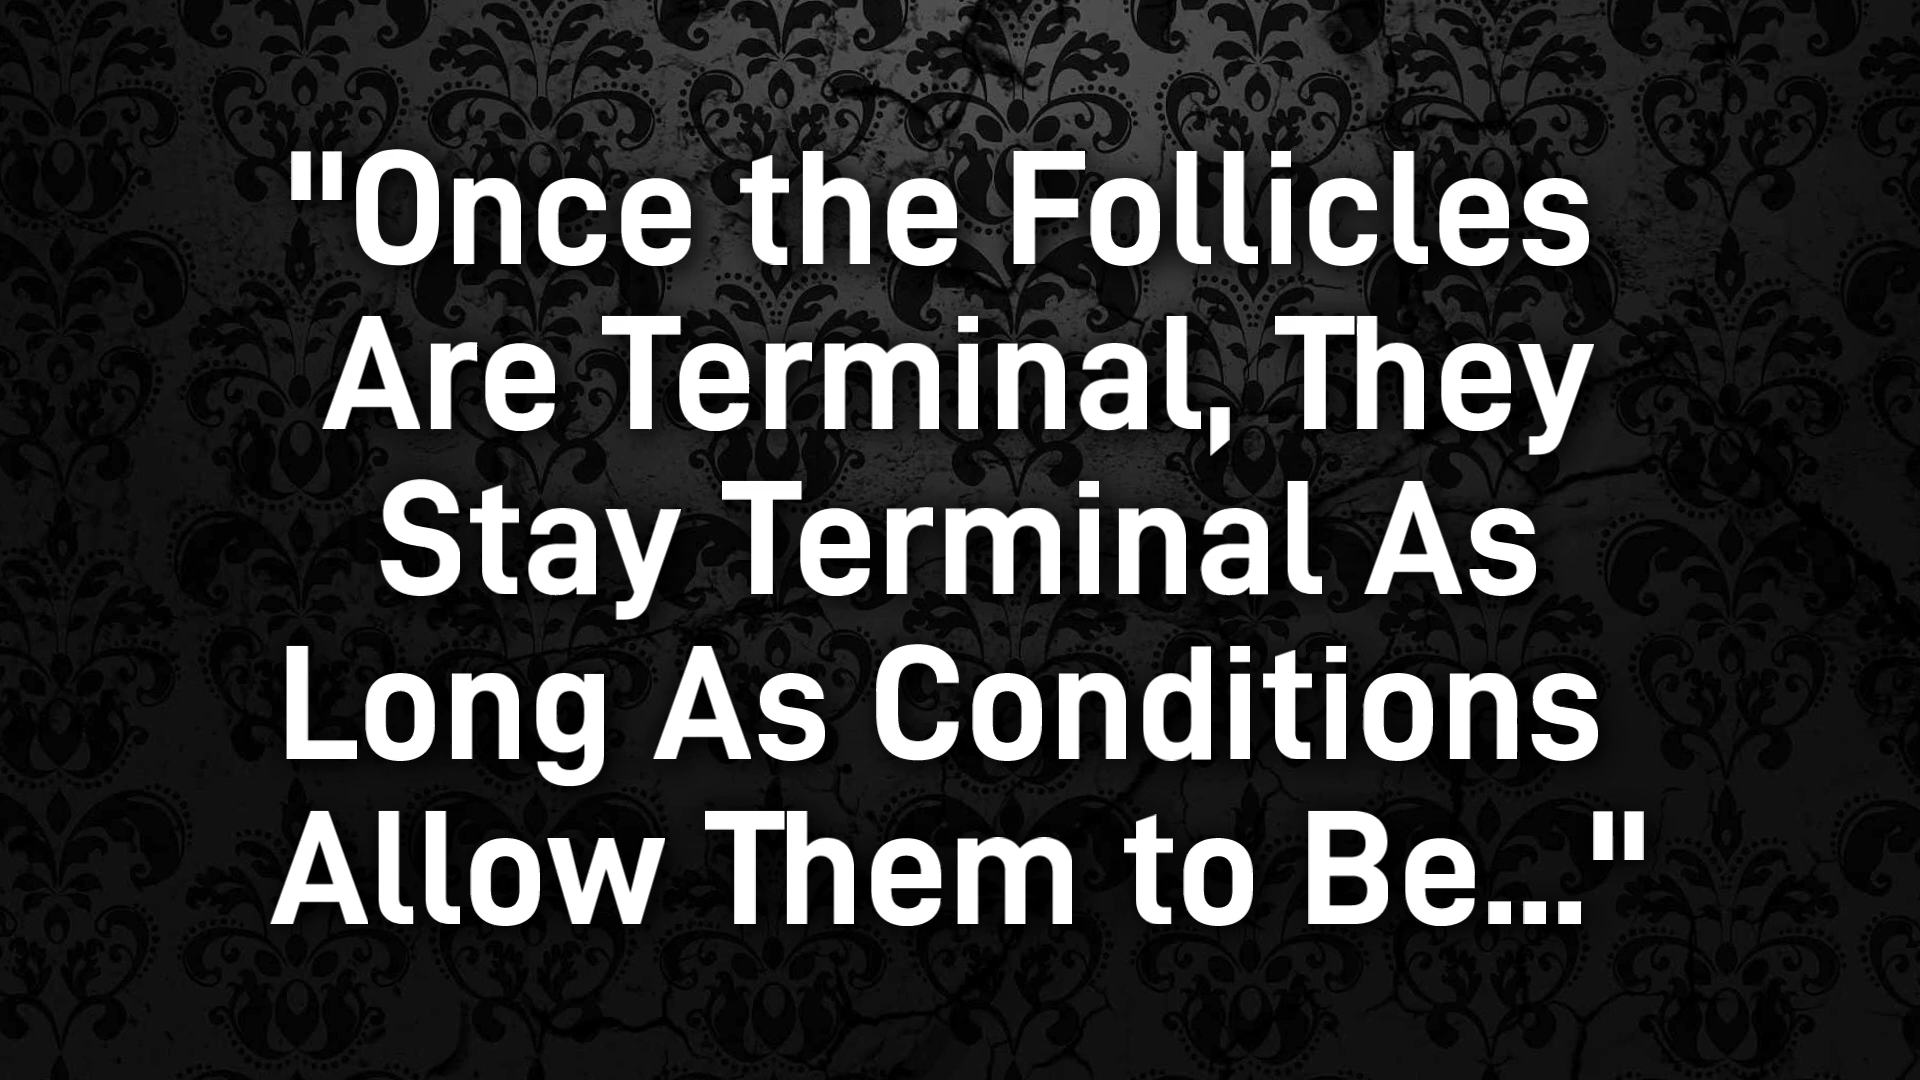 "Once the Follicles
Are Terminal, They
Stay Terminal As
Long As Conditions
Allow Them to Be..."